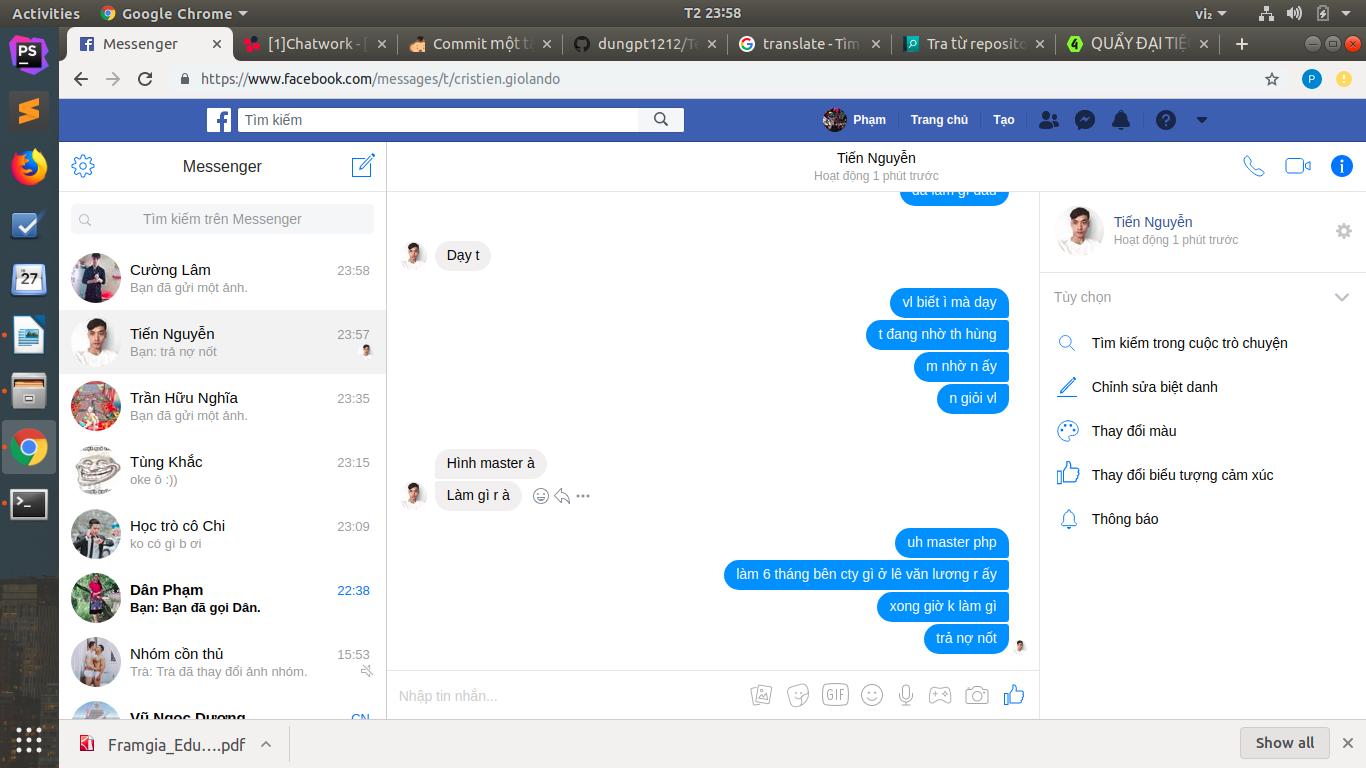 Activities Google Chrome T2 23:58 vi₂
Messenger [1]Chatwork - [ Commit một tà dungpt1212/Te translate - Tìm Tra từ reposito QUẨY ĐẠI TIỆ
https://www.facebook.com/messages/t/cristien.giolando P
Tìm kiếm Phạm Trang chủ Tạo
Messenger
Tiến Nguyễn
Hoạt động 1 phút trước
Tìm kiếm trên Messenger
Cường Lâm 23:58
Bạn đã gửi một ảnh.
Tiến Nguyễn 23:57
Bạn: trả nợ nốt
Trần Hữu Nghĩa 23:35
Bạn đã gửi một ảnh.
Tùng Khắc 23:15
oke ô :))
Học trò cô Chi 23:09
ko có gì b ơi
Dân Phạm 22:38
Bạn: Bạn đã gọi Dân.
Nhóm cồn thủ 15:53
Trà: Trà đã thay đổi ảnh nhóm.
Vũ Ngọc Dương CN
đã làm gì đâu
Dạy t
vl biết ì mà dạy
t đang nhờ th hùng
m nhờ n ấy
n giỏi vl
Hình master à
Làm gì r à
uh master php
làm 6 tháng bên cty gì ở lê văn lương r ấy
xong giờ k làm gì
trả nợ nốt
Nhập tin nhắn...
GIF
Tiến Nguyễn
Hoạt động 1 phút trước
Tùy chọn
Tìm kiếm trong cuộc trò chuyện
Chỉnh sửa biệt danh
Thay đổi màu
Thay đổi biểu tượng cảm xúc
Thông báo
PS
27
Framgia_Edu....pdf
Show all